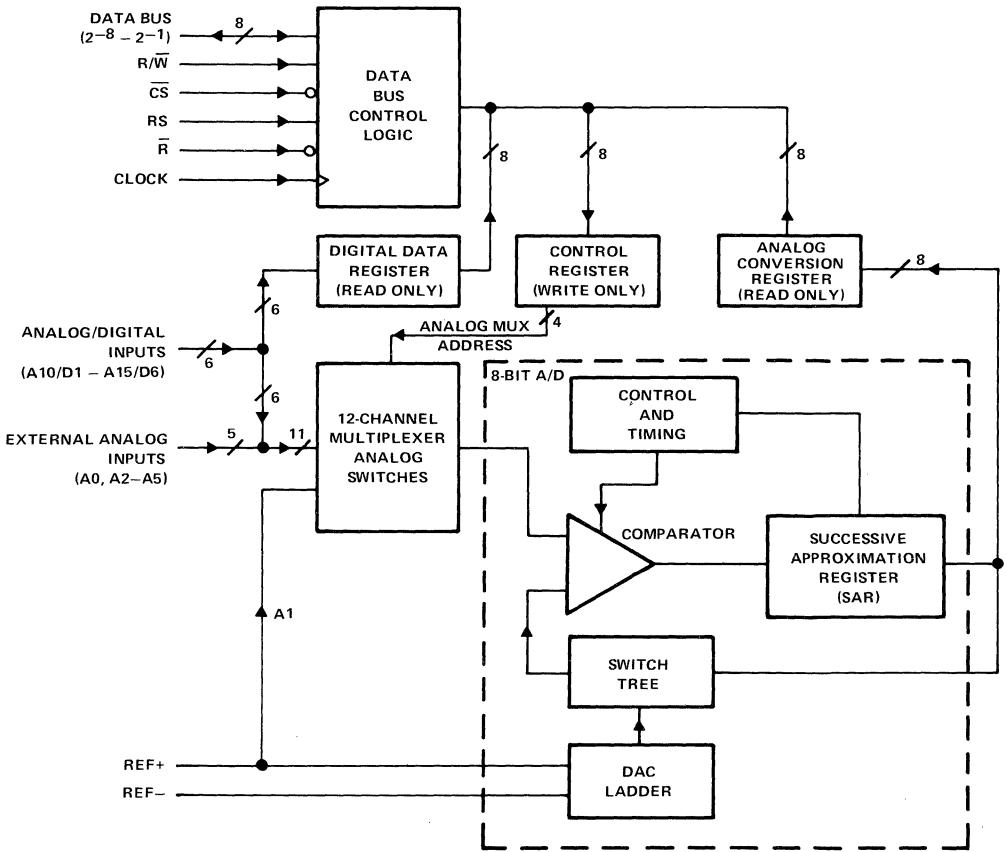 DATA BUS
(2⁻⁸ – 2⁻¹)
8
R/W̅
C̅S̅
RS
R̅
CLOCK
DATA
BUS
CONTROL
LOGIC
8
8
8
DIGITAL DATA
REGISTER
(READ ONLY)
CONTROL
REGISTER
(WRITE ONLY)
ANALOG
CONVERSION
REGISTER
(READ ONLY)
8
6
4
ANALOG MUX
ADDRESS
ANALOG/DIGITAL
INPUTS
(A10/D1 – A15/D6)
6
6
8-BIT A/D
CONTROL
AND
TIMING
12-CHANNEL
MULTIPLEXER
ANALOG
SWITCHES
EXTERNAL ANALOG
INPUTS
(A0, A2–A5)
5
11
COMPARATOR
SUCCESSIVE
APPROXIMATION
REGISTER
(SAR)
A1
SWITCH
TREE
REF+
REF–
DAC
LADDER